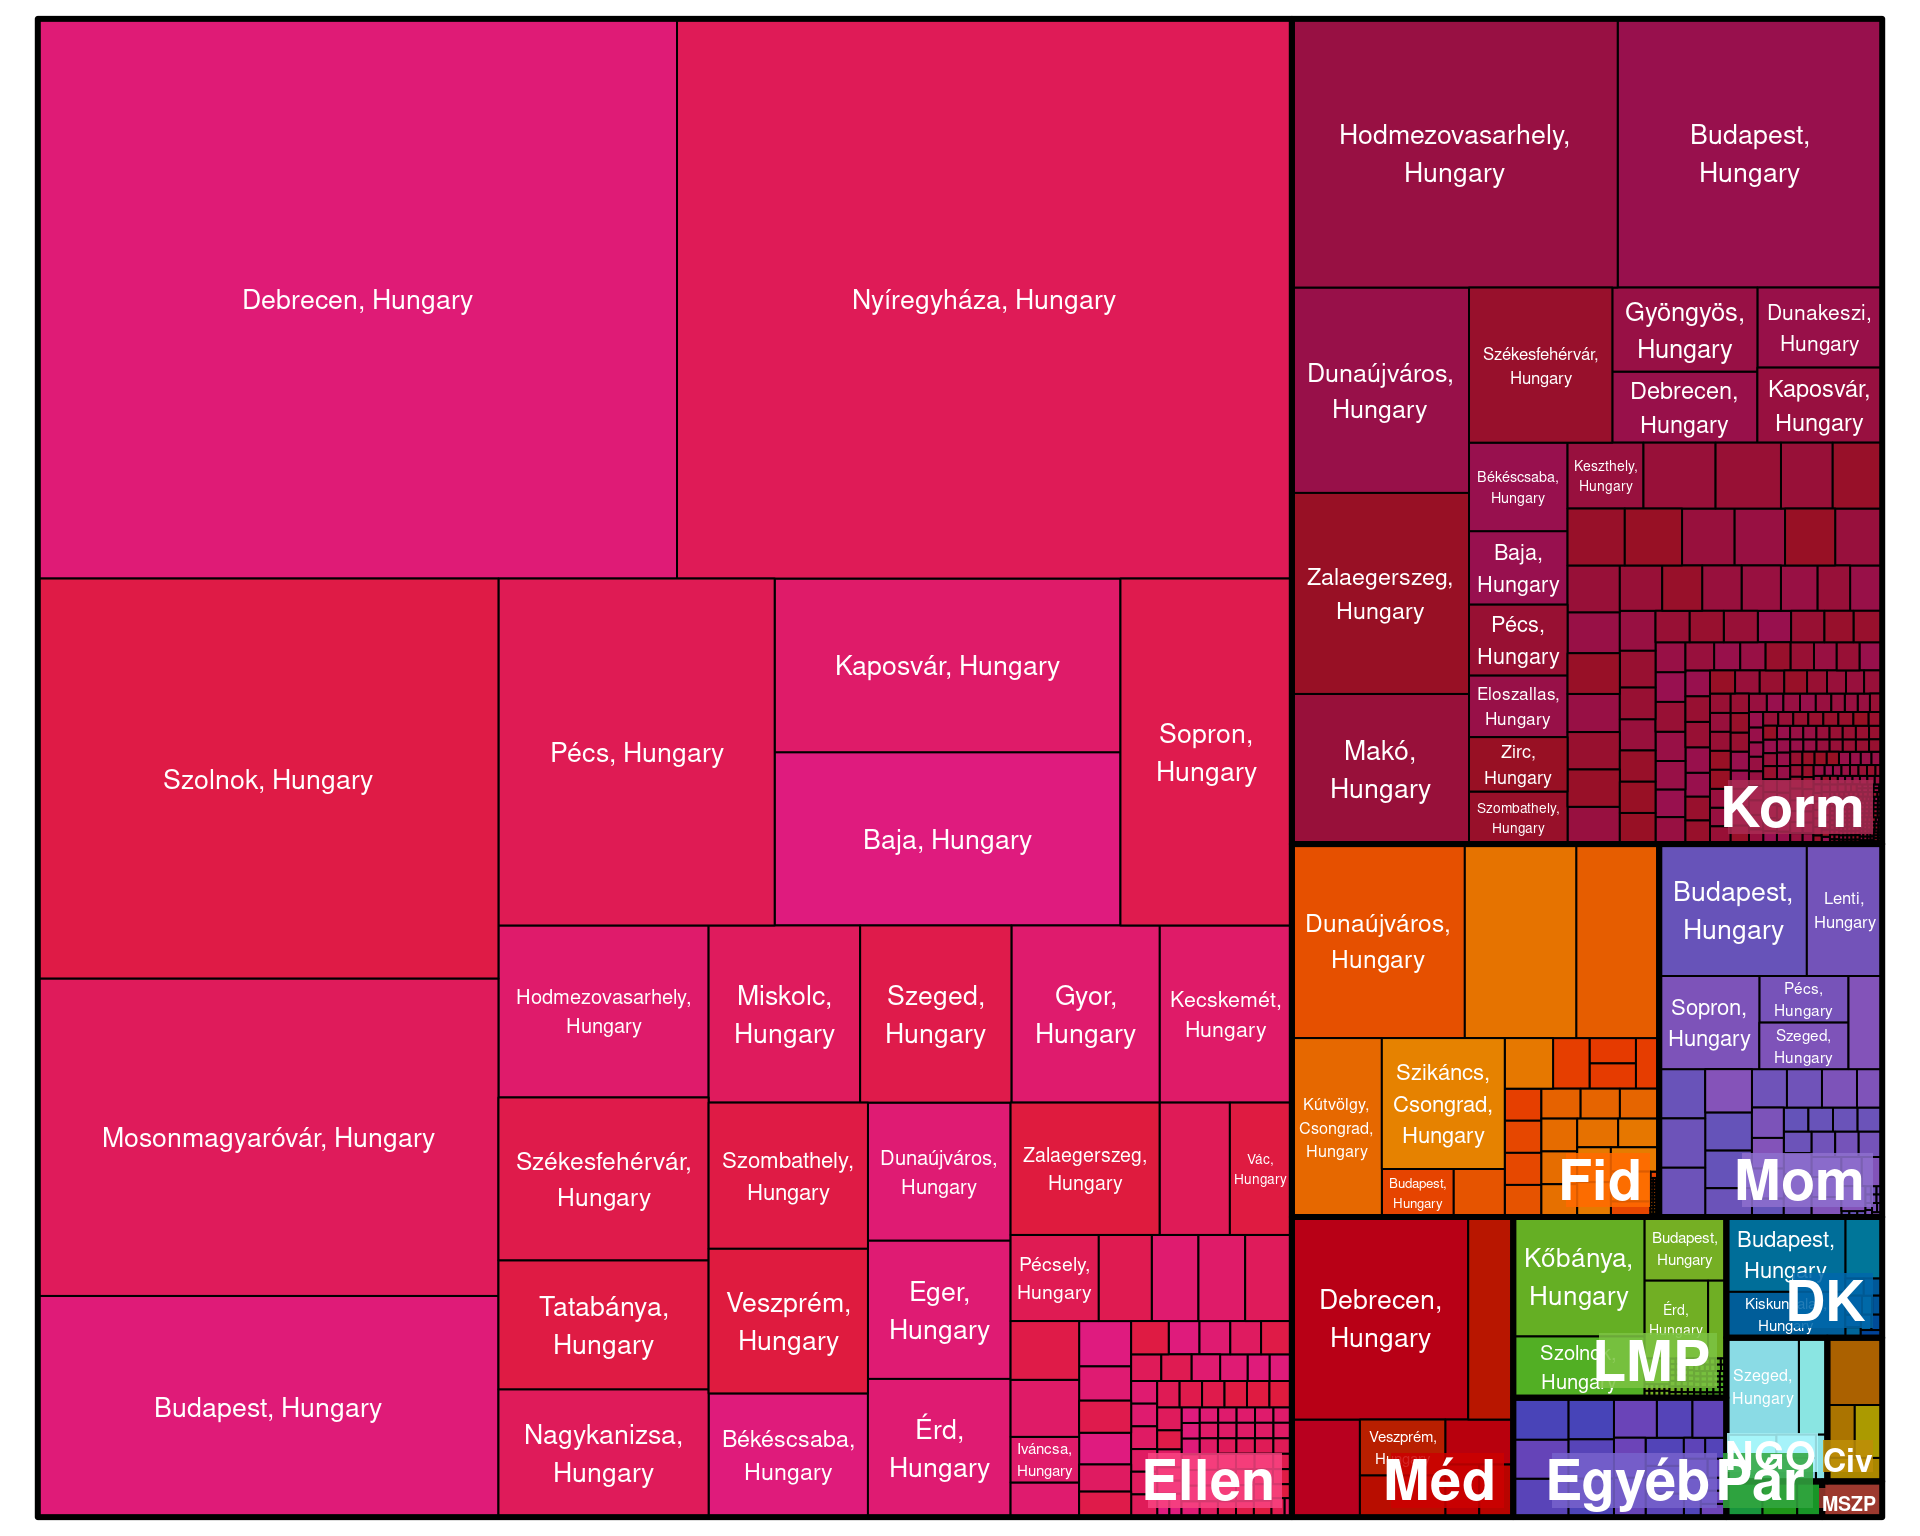 Debrecen, Hungary
Nyíregyháza, Hungary
Szolnok, Hungary
Mosonmagyaróvár, Hungary
Budapest, Hungary
Pécs, Hungary
Kaposvár, Hungary
Baja, Hungary
Sopron,
Hungary
Hodmezovasarhely,
Hungary
Miskolc,
Hungary
Szeged,
Hungary
Gyor,
Hungary
Kecskemét,
Hungary
Székesfehérvár,
Hungary
Tatabánya,
Hungary
Nagykanizsa,
Hungary
Szombathely,
Hungary
Veszprém,
Hungary
Békéscsaba,
Hungary
Dunaújváros,
Hungary
Eger,
Hungary
Érd,
Hungary
Zalaegerszeg,
Hungary
Vác,
Hungary
Pécsely,
Hungary
Iváncsa,
Hungary
Ellen
Hodmezovasarhely,
Hungary
Budapest,
Hungary
Dunaújváros,
Hungary
Zalaegerszeg,
Hungary
Makó,
Hungary
Székesfehérvár,
Hungary
Gyöngyös,
Hungary
Debrecen,
Hungary
Dunakeszi,
Hungary
Kaposvár,
Hungary
Békéscsaba,
Hungary
Baja,
Hungary
Pécs,
Hungary
Eloszallas,
Hungary
Zirc,
Hungary
Szombathely,
Hungary
Keszthely,
Hungary
Korm
Dunaújváros,
Hungary
Kútvölgy,
Csongrad,
Hungary
Szikáncs,
Csongrad,
Hungary
Budapest,
Hungary
Fid
Budapest,
Hungary
Lenti,
Hungary
Sopron,
Hungary
Pécs,
Hungary
Szeged,
Hungary
Mom
Debrecen,
Hungary
Veszprém,
Méd
Kőbánya,
Hungary
Budapest,
Hungary
Érd,
Hungary
Szolnok,
Hungary
LMP
Budapest,
Hungary
Hungary
DK
Szeged,
Hungary
NGO
Civ
Egyéb
Pár
MSZP